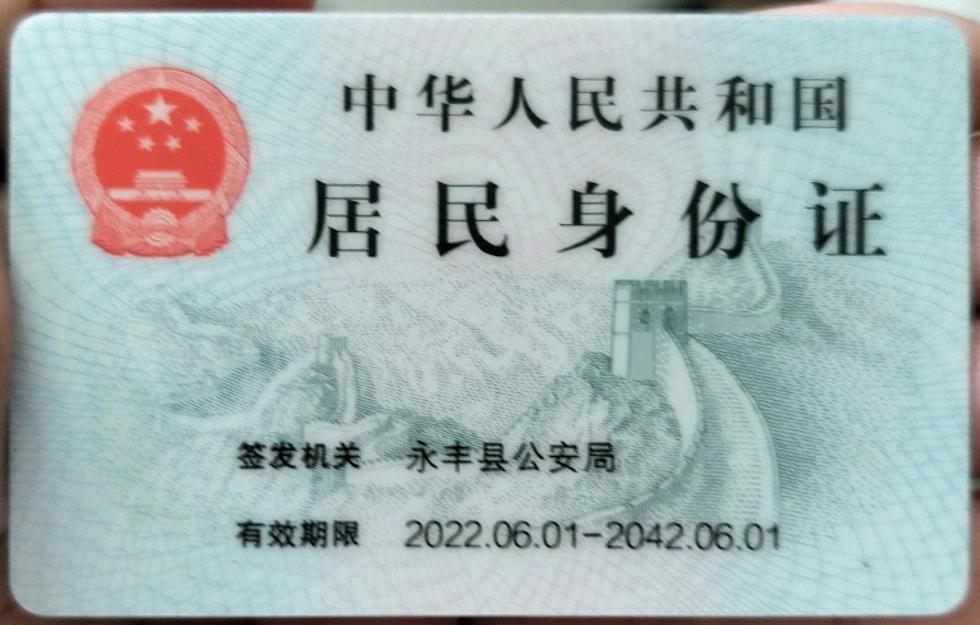 中华人民共和国
居民身份证
签发机关 永丰县公安局
有效期限 2022.06.01-2042.06.01